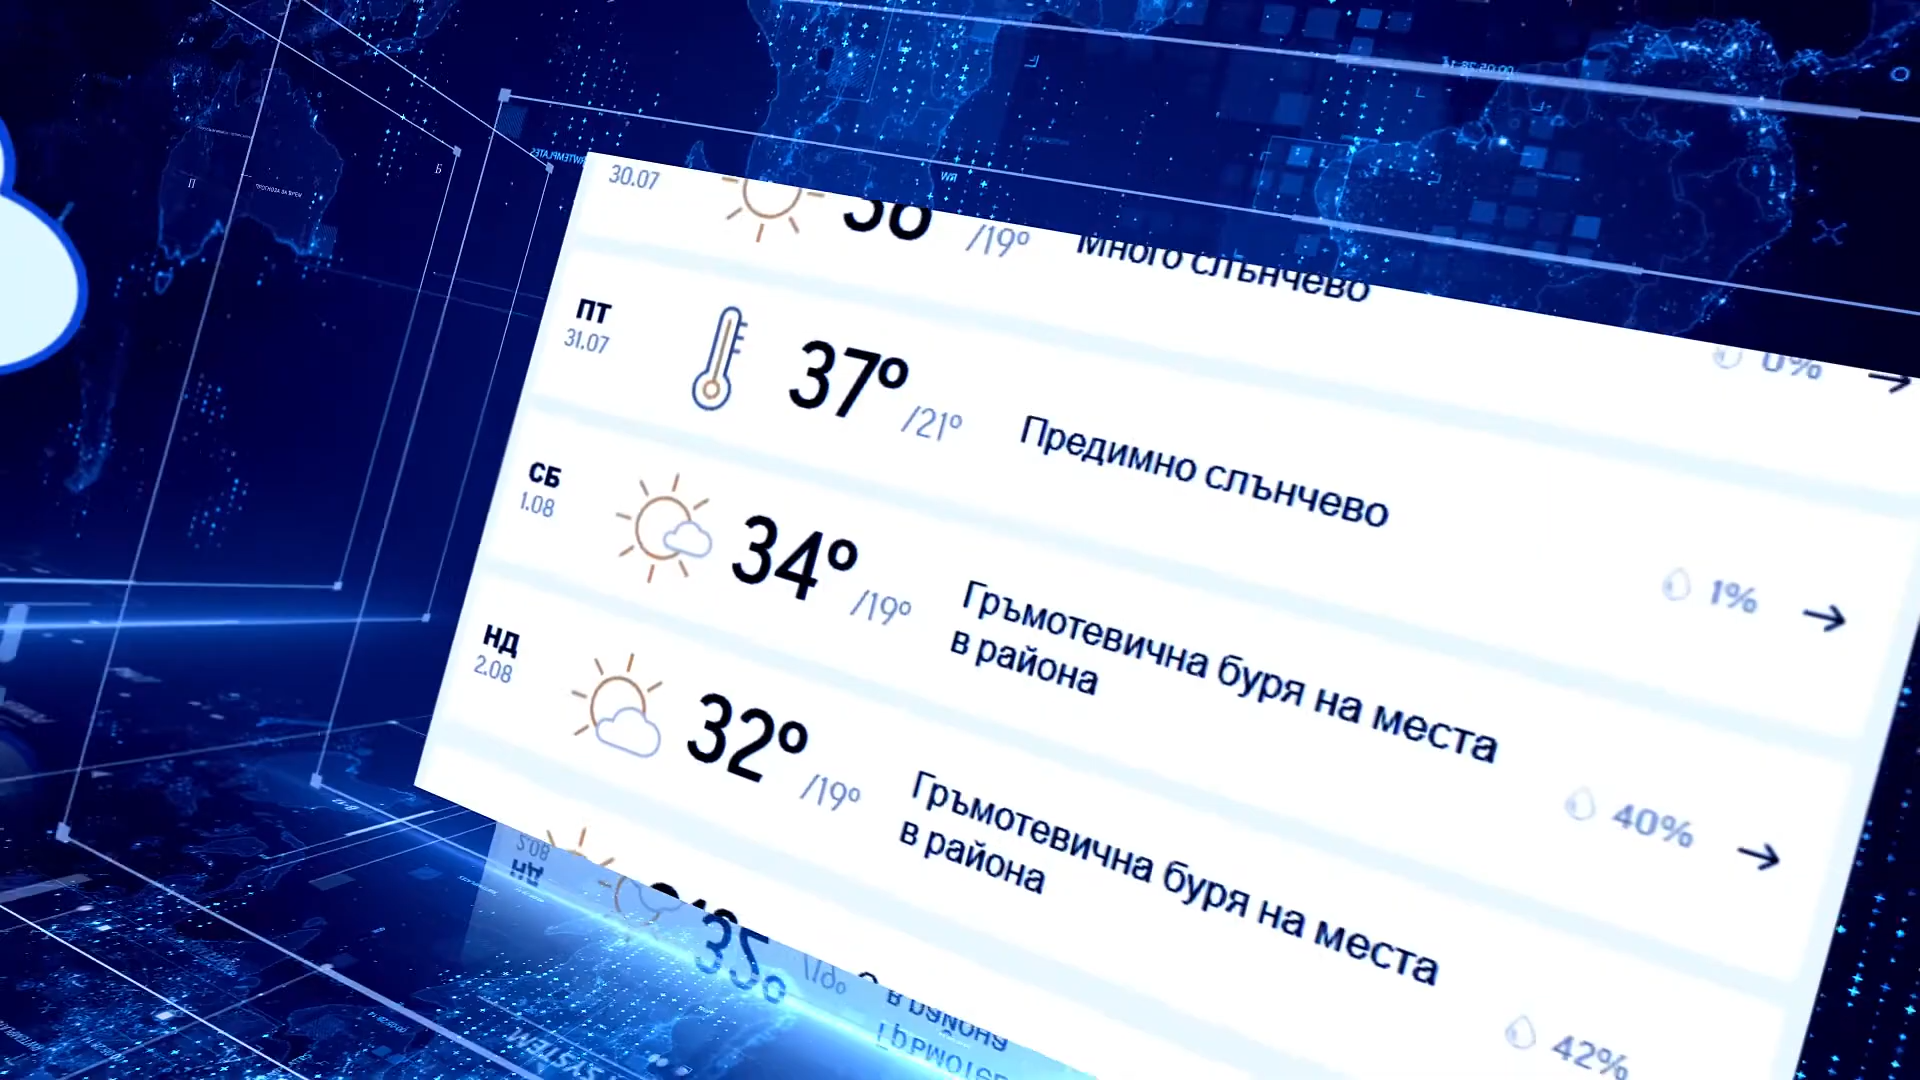 30.07
/19°
Много слънчево
0%
ПТ
31.07
37°
/21°
Предимно слънчево
1%
СБ
1.08
34°
/19°
Гръмотевична буря на места
в района
40%
НД
2.08
32°
/19°
Гръмотевична буря на места
в района
42%